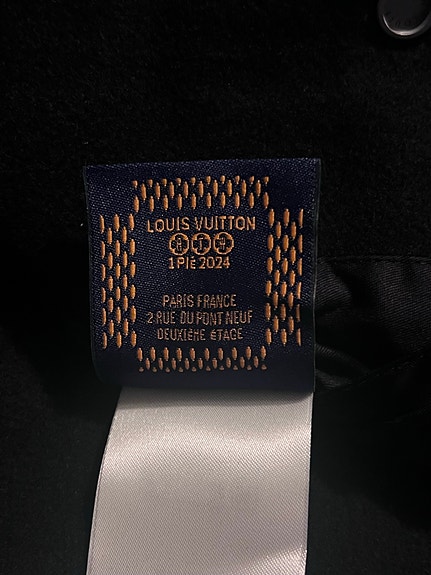 LOUIS VUITTON
1PIè 2024
PARIS FRANCE
2 RUE DU PONT NEUF
DEUXIèME éTAGE